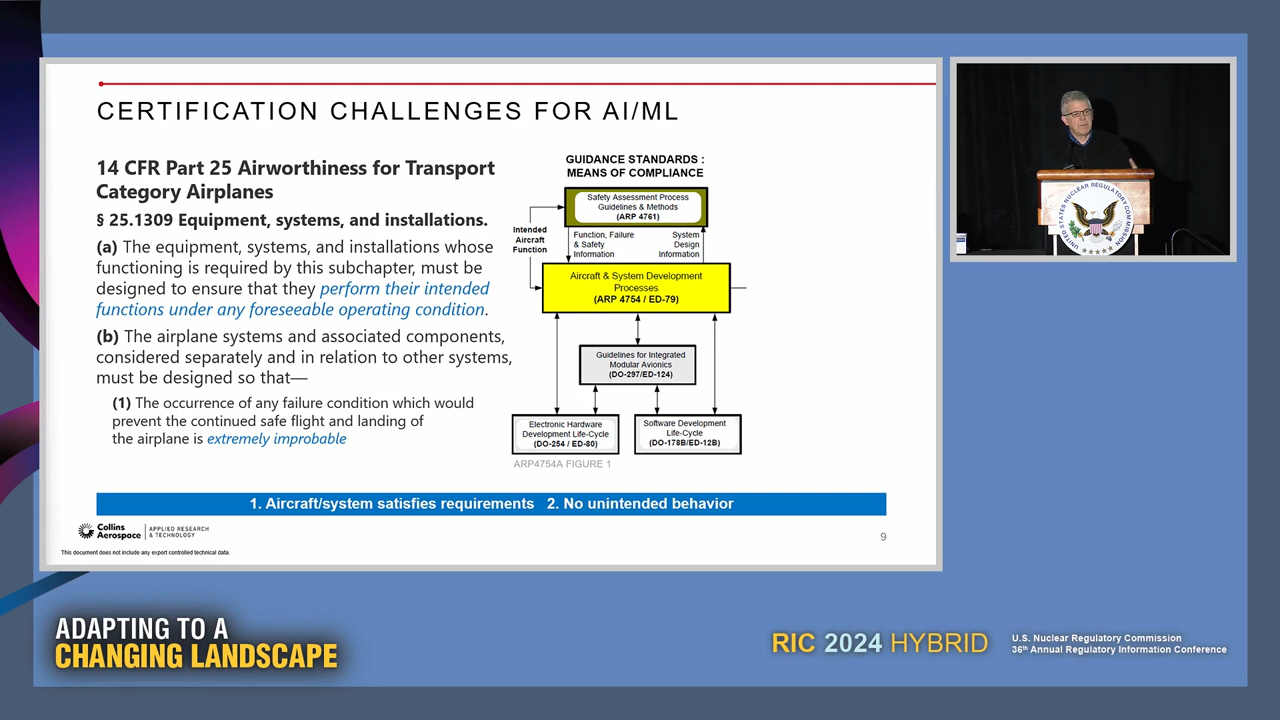 CERTIFICATION CHALLENGES FOR AI/ML
14 CFR Part 25 Airworthiness for Transport
Category Airplanes
§ 25.1309 Equipment, systems, and installations.
(a) The equipment, systems, and installations whose
functioning is required by this subchapter, must be
designed to ensure that they perform their intended
functions under any foreseeable operating condition.
(b) The airplane systems and associated components,
considered separately and in relation to other systems,
must be designed so that—
(1) The occurrence of any failure condition which would
prevent the continued safe flight and landing of
the airplane is extremely improbable
GUIDANCE STANDARDS :
MEANS OF COMPLIANCE
Safety Assessment Process
Guidelines & Methods
(ARP 4761)
Intended
Aircraft
Function
Function, Failure
& Safety
Information
System
Design
Information
Aircraft & System Development
Processes
(ARP 4754 / ED-79)
Guidelines for Integrated
Modular Avionics
(DO-297/ED-124)
Electronic Hardware
Development Life-Cycle
(DO-254 / ED-80)
Software Development
Life-Cycle
(DO-178B/ED-12B)
ARP4754A FIGURE 1
1. Aircraft/system satisfies requirements 2. No unintended behavior
Collins
Aerospace
APPLIED RESEARCH
& TECHNOLOGY
9
This document does not include any export controlled technical data.
UNITED STATES NUCLEAR REGULATORY COMMISSION
ADAPTING TO A
CHANGING LANDSCAPE
RIC 2024 HYBRID
U.S. Nuclear Regulatory Commission
36th Annual Regulatory Information Conference